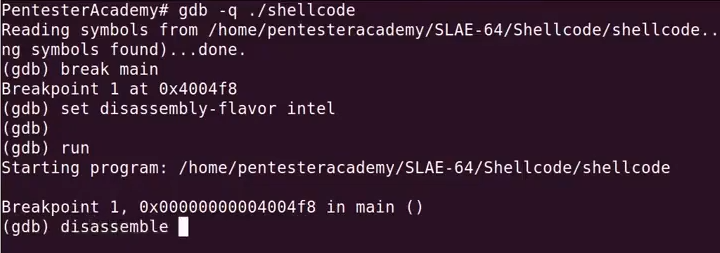 PentesterAcademy# gdb -q ./shellcode
Reading symbols from /home/pentesteracademy/SLAE-64/Shellcode/shellcode..
ng symbols found)...done.
(gdb) break main
Breakpoint 1 at 0x4004f8
(gdb) set disassembly-flavor intel
(gdb)
(gdb) run
Starting program: /home/pentesteracademy/SLAE-64/Shellcode/shellcode
Breakpoint 1, 0x00000000004004f8 in main ()
(gdb) disassemble